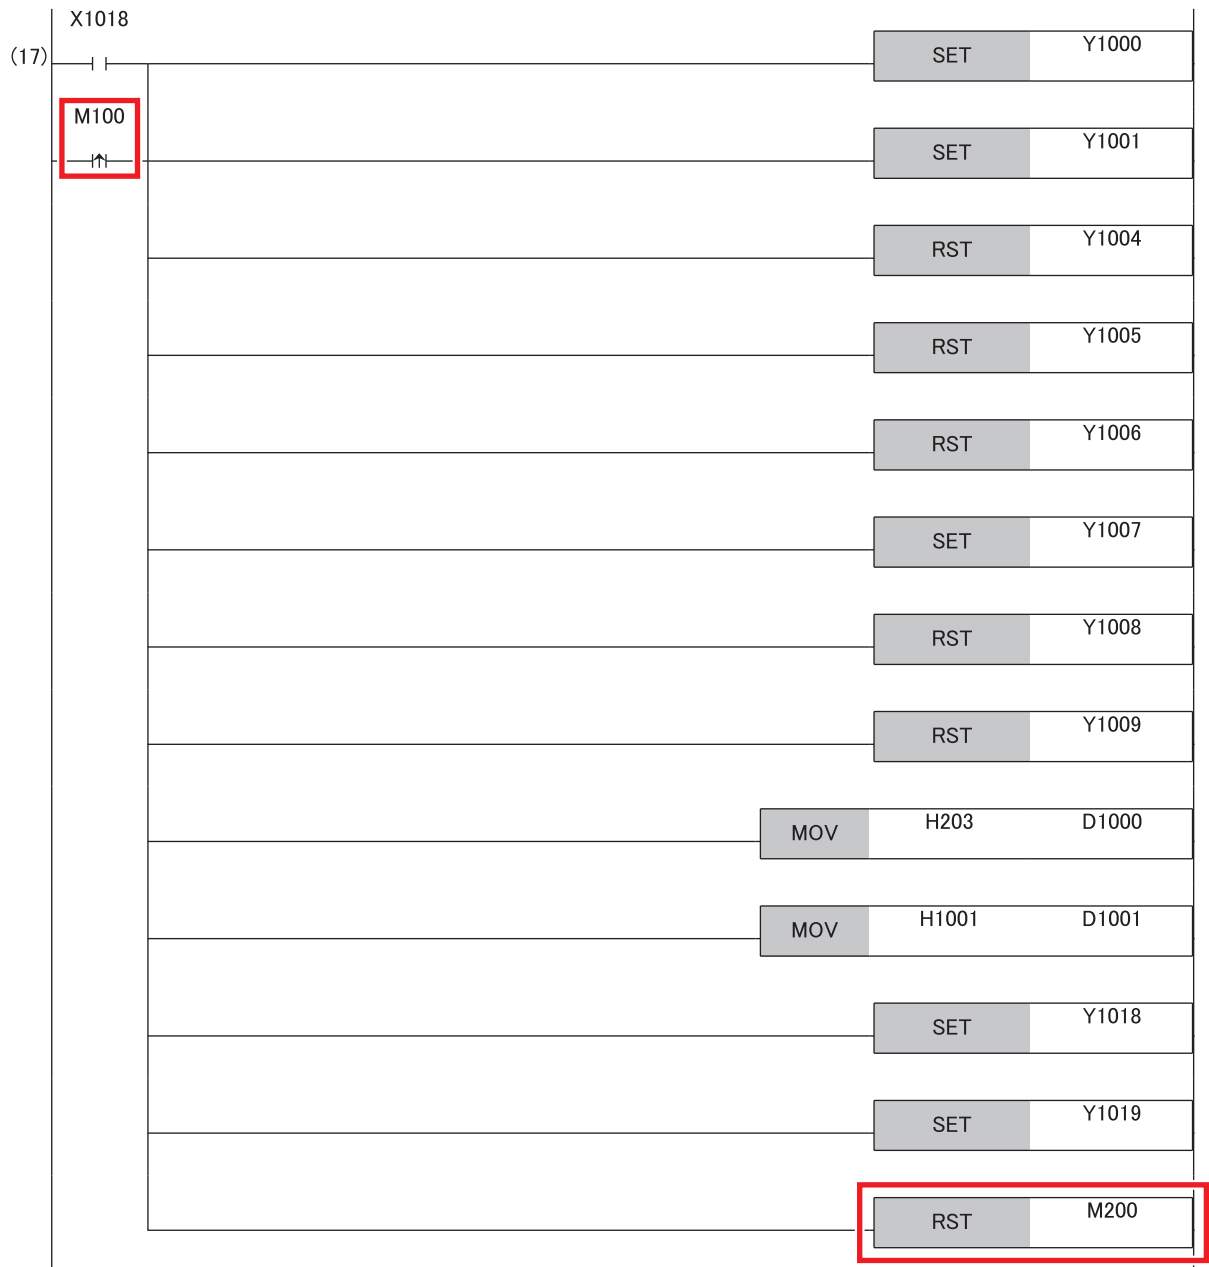 X1018
(17)
SET Y1000
M100
SET Y1001
RST Y1004
RST Y1005
RST Y1006
SET Y1007
RST Y1008
RST Y1009
MOV H203 D1000
MOV H1001 D1001
SET Y1018
SET Y1019
RST M200